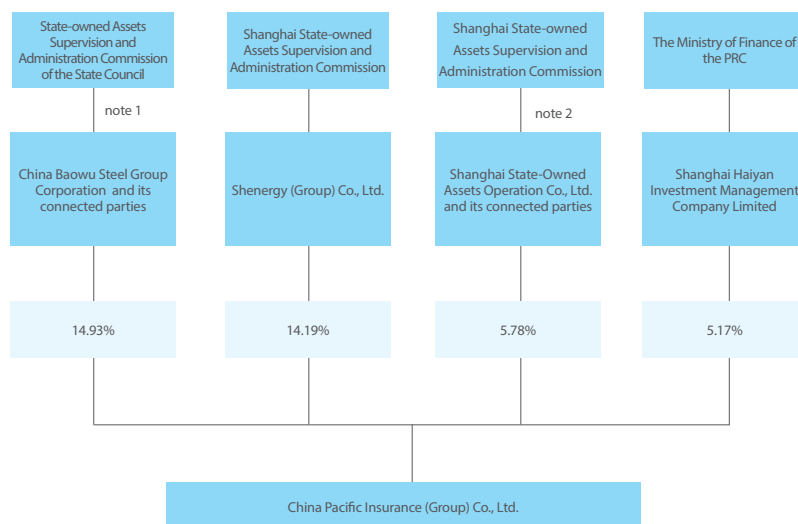 State-owned Assets
Supervision and
Administration Commission
of the State Council
Shanghai State-owned
Assets Supervision and
Administration Commission
Shanghai State-owned
Assets Supervision and
Administration Commission
The Ministry of Finance of
the PRC
note 1
note 2
China Baowu Steel Group
Corporation and its
connected parties
Shenergy (Group) Co., Ltd.
Shanghai State-Owned
Assets Operation Co., Ltd.
and its connected parties
Shanghai Haiyan
Investment Management
Company Limited
14.93%
14.19%
5.78%
5.17%
China Pacific Insurance (Group) Co., Ltd.